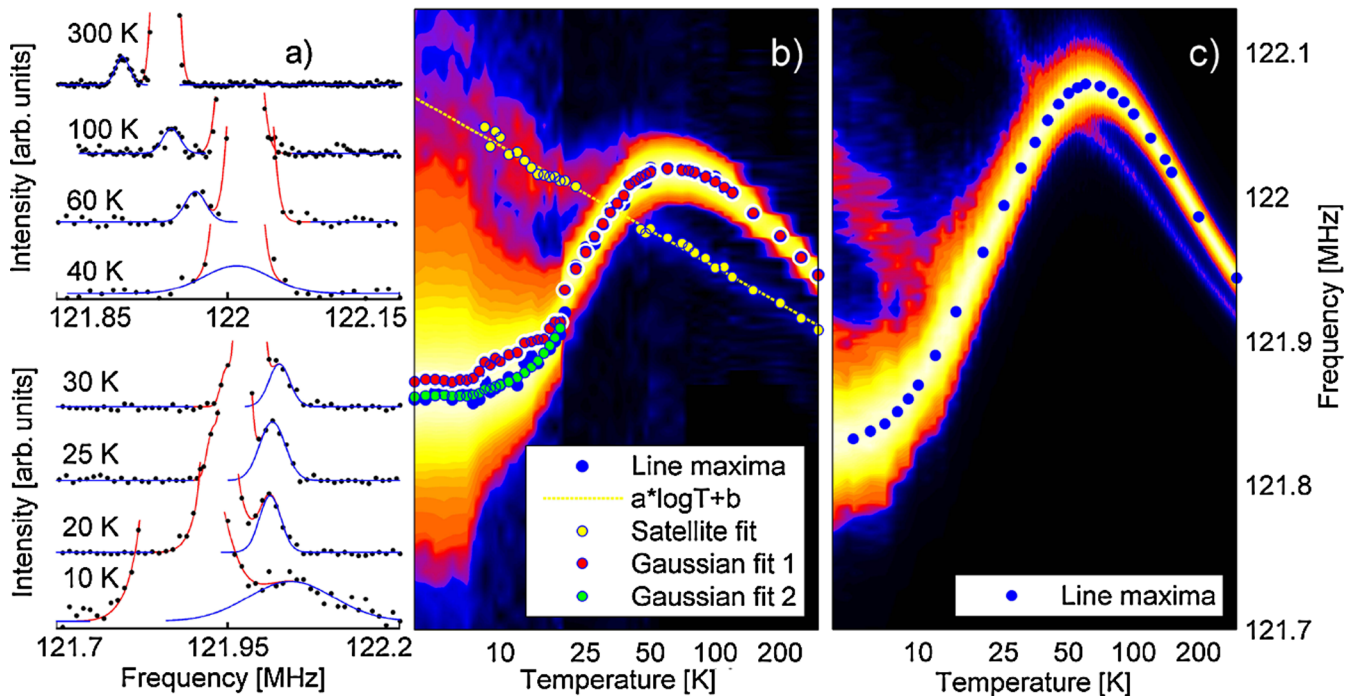 a)
300 K
100 K
60 K
40 K
Intensity [arb. units]
121.85 122 122.15
30 K
25 K
20 K
10 K
Intensity [arb. units]
121.7 121.95 122.2
Frequency [MHz]
b)
Line maxima
a*logT+b
Satellite fit
Gaussian fit 1
Gaussian fit 2
10 25 50 100 200
Temperature [K]
c)
Line maxima
10 25 50 100 200
Temperature [K]
122.1
122
121.9
121.8
121.7
Frequency [MHz]